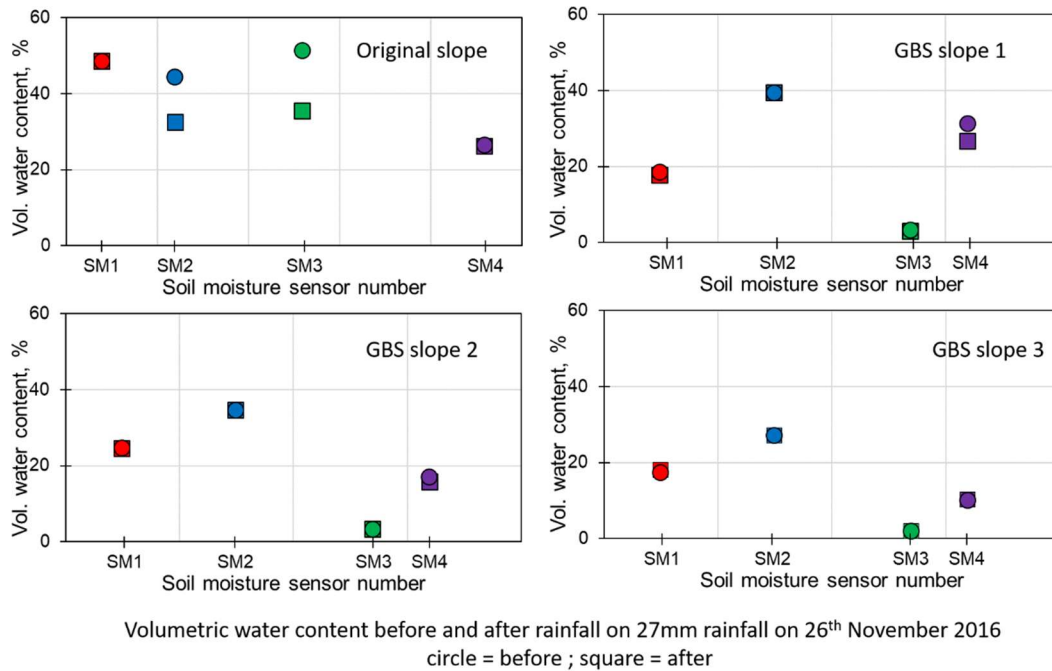 60
40
20
0
Vol. water content, %
Original slope
SM1 SM2 SM3 SM4
Soil moisture sensor number
60
40
20
0
Vol. water content, %
GBS slope 1
SM1 SM2 SM3 SM4
Soil moisture sensor number
60
40
20
0
Vol. water content, %
GBS slope 2
SM1 SM2 SM3 SM4
Soil moisture sensor number
60
40
20
0
Vol. water content, %
GBS slope 3
SM1 SM2 SM3 SM4
Soil moisture sensor number
Volumetric water content before and after rainfall on 27mm rainfall on 26th November 2016
circle = before ; square = after